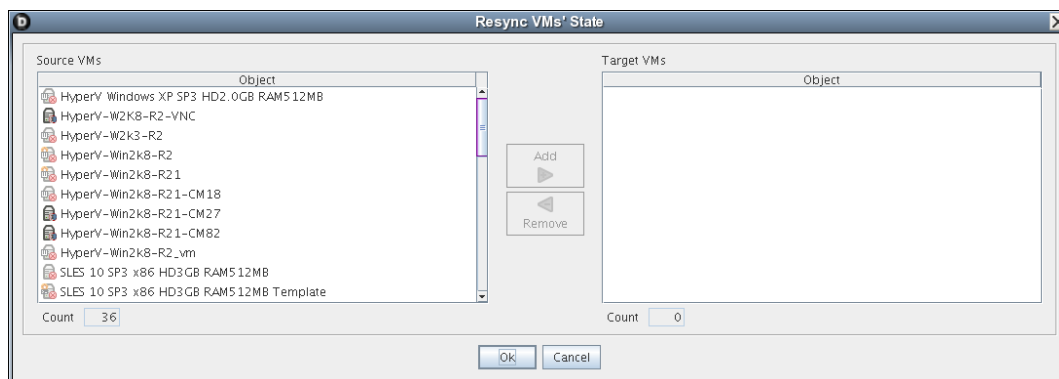 Resync VMs' State
Source VMs
Object
HyperV Windows XP SP3 HD2.0GB RAM512MB
HyperV-W2K8-R2-VNC
HyperV-W2k3-R2
HyperV-Win2k8-R2
HyperV-Win2k8-R21
HyperV-Win2k8-R21-CM18
HyperV-Win2k8-R21-CM27
HyperV-Win2k8-R21-CM82
HyperV-Win2k8-R2_vm
SLES 10 SP3 x86 HD3GB RAM512MB
SLES 10 SP3 x86 HD3GB RAM512MB Template
Count 36
Add
Remove
Target VMs
Object
Count 0
Ok Cancel